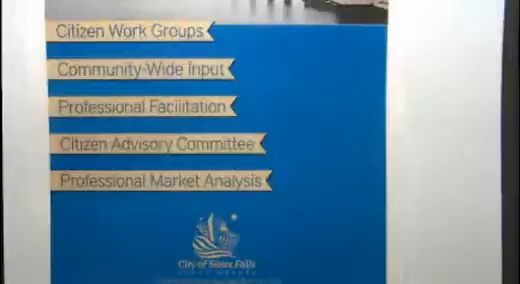 Citizen Work Groups
Community-Wide Input
Professional Facilitation
Citizen Advisory Committee
Professional Market Analysis
City of Sioux Falls